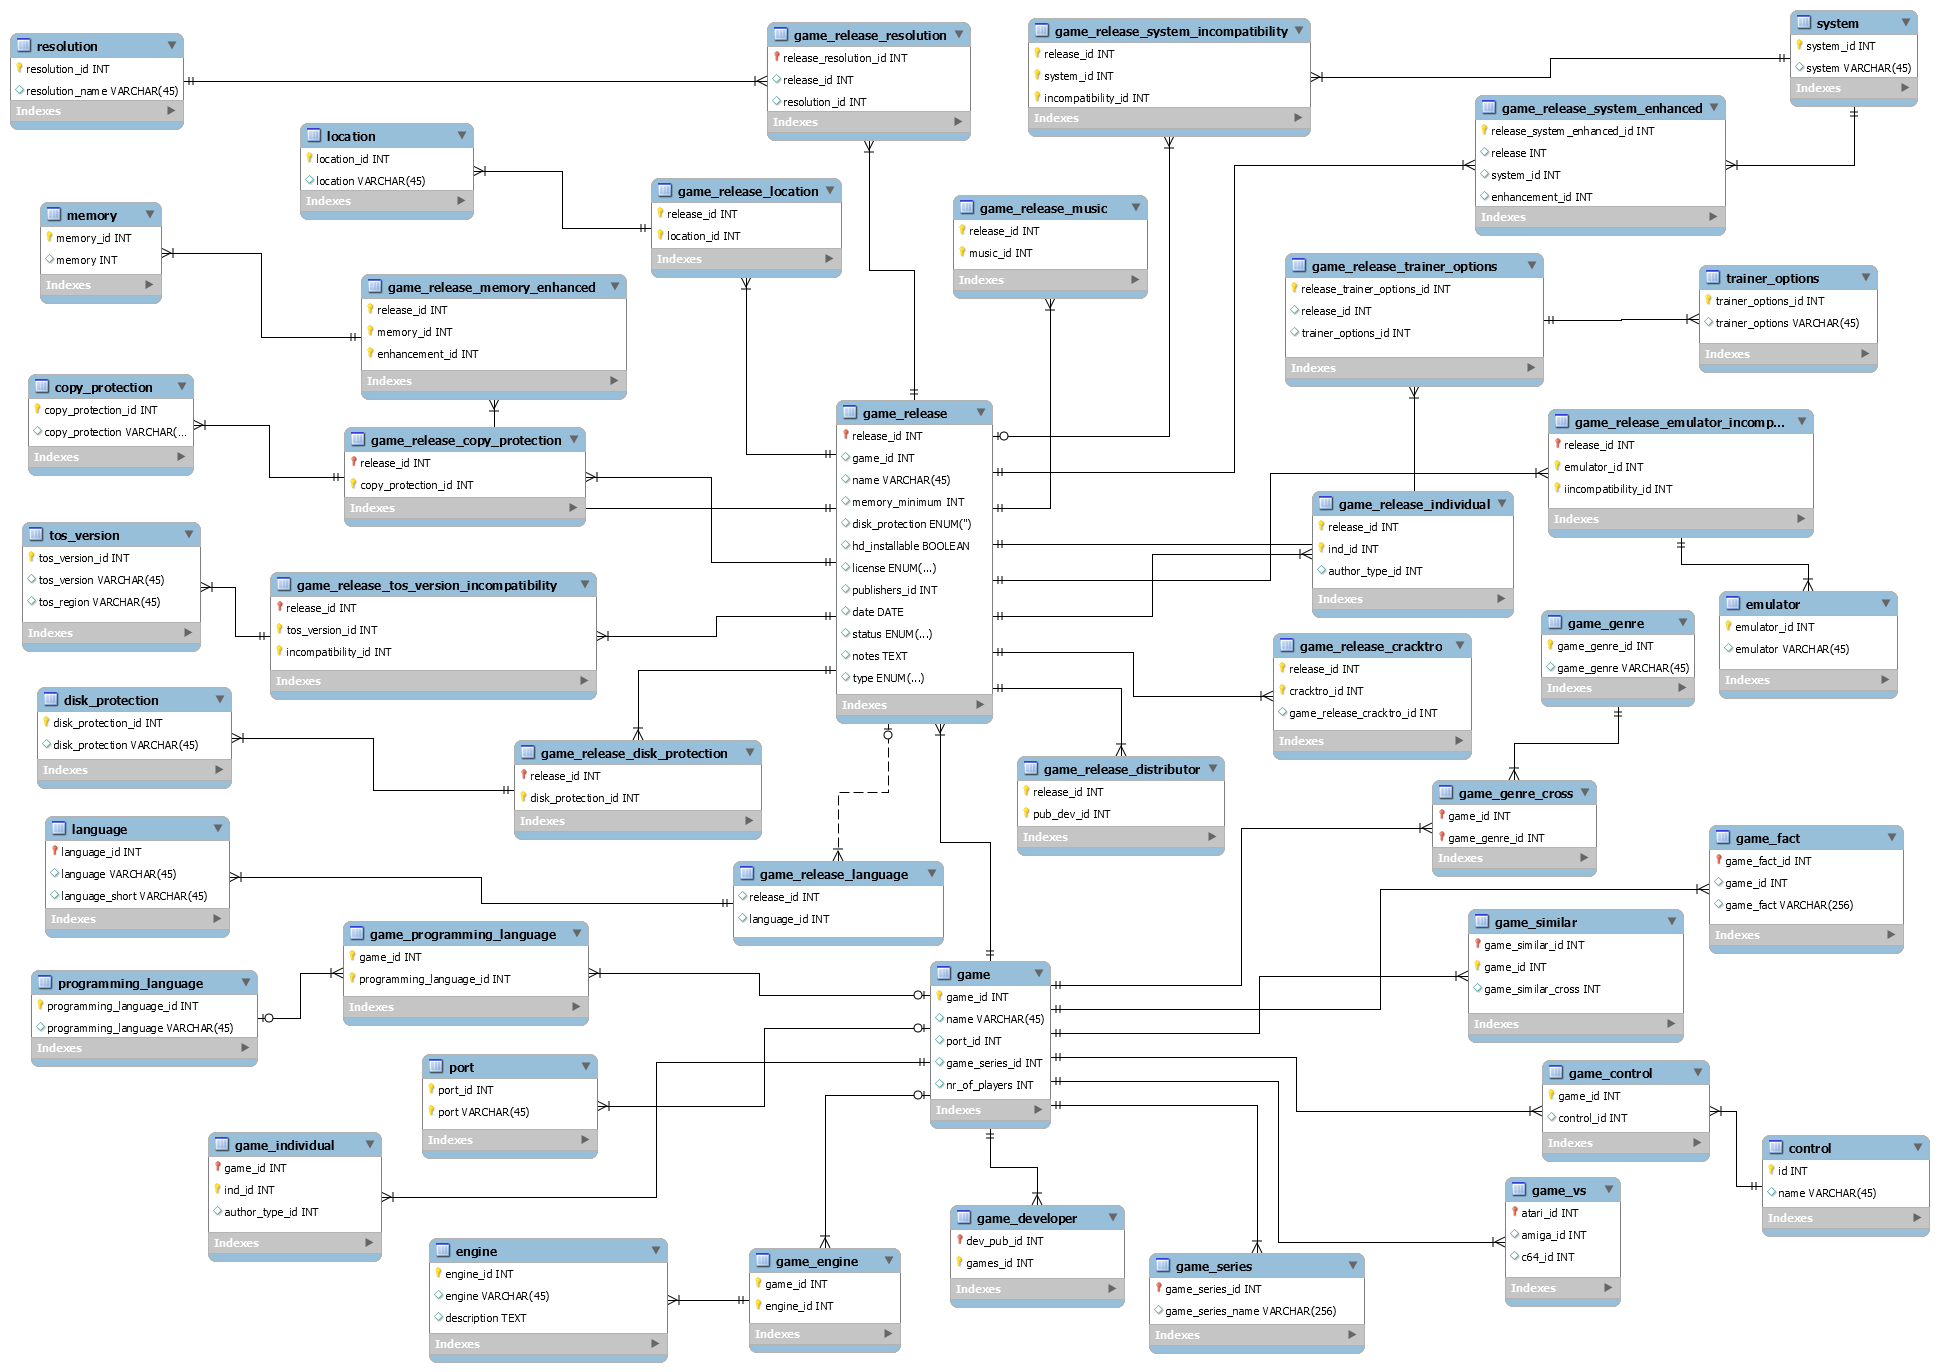 resolution
resolution_id INT
resolution_name VARCHAR(45)
Indexes
game_release_resolution
release_resolution_id INT
release_id INT
resolution_id INT
Indexes
game_release_system_incompatibility
release_id INT
system_id INT
incompatibility_id INT
Indexes
system
system_id INT
system VARCHAR(45)
Indexes
game_release_system_enhanced
release_system_enhanced_id INT
release INT
system_id INT
enhancement_id INT
Indexes
location
location_id INT
location VARCHAR(45)
Indexes
game_release_location
release_id INT
location_id INT
Indexes
game_release_music
release_id INT
music_id INT
Indexes
memory
memory_id INT
memory INT
Indexes
game_release_memory_enhanced
release_id INT
memory_id INT
enhancement_id INT
Indexes
game_release_trainer_options
release_trainer_options_id INT
release_id INT
trainer_options_id INT
Indexes
trainer_options
trainer_options_id INT
trainer_options VARCHAR(45)
Indexes
copy_protection
copy_protection_id INT
copy_protection VARCHAR(...
Indexes
game_release_copy_protection
release_id INT
copy_protection_id INT
Indexes
game_release
release_id INT
game_id INT
name VARCHAR(45)
memory_minimum INT
disk_protection ENUM('')
hd_installable BOOLEAN
license ENUM(...)
publishers_id INT
date DATE
status ENUM(...)
notes TEXT
type ENUM(...)
Indexes
game_release_emulator_incomp...
release_id INT
emulator_id INT
iincompatibility_id INT
Indexes
game_release_individual
release_id INT
ind_id INT
author_type_id INT
Indexes
tos_version
tos_version_id INT
tos_version VARCHAR(45)
tos_region VARCHAR(45)
Indexes
game_release_tos_version_incompatibility
release_id INT
tos_version_id INT
incompatibility_id INT
Indexes
emulator
emulator_id INT
emulator VARCHAR(45)
Indexes
game_genre
game_genre_id INT
game_genre VARCHAR(45)
Indexes
game_release_cracktro
release_id INT
cracktro_id INT
game_release_cracktro_id INT
Indexes
disk_protection
disk_protection_id INT
disk_protection VARCHAR(45)
Indexes
game_release_disk_protection
release_id INT
disk_protection_id INT
Indexes
game_release_distributor
release_id INT
pub_dev_id INT
Indexes
game_genre_cross
game_id INT
game_genre_id INT
Indexes
language
language_id INT
language VARCHAR(45)
language_short VARCHAR(45)
Indexes
game_release_language
release_id INT
language_id INT
game_fact
game_fact_id INT
game_id INT
game_fact VARCHAR(256)
Indexes
game_similar
game_similar_id INT
game_id INT
game_similar_cross INT
Indexes
game_programming_language
game_id INT
programming_language_id INT
Indexes
programming_language
programming_language_id INT
programming_language VARCHAR(45)
Indexes
game
game_id INT
name VARCHAR(45)
port_id INT
game_series_id INT
nr_of_players INT
Indexes
port
port_id INT
port VARCHAR(45)
Indexes
game_control
game_id INT
control_id INT
Indexes
control
id INT
name VARCHAR(45)
Indexes
game_individual
game_id INT
ind_id INT
author_type_id INT
Indexes
game_vs
atari_id INT
amiga_id INT
c64_id INT
Indexes
game_developer
dev_pub_id INT
games_id INT
Indexes
engine
engine_id INT
engine VARCHAR(45)
description TEXT
Indexes
game_engine
game_id INT
engine_id INT
Indexes
game_series
game_series_id INT
game_series_name VARCHAR(256)
Indexes